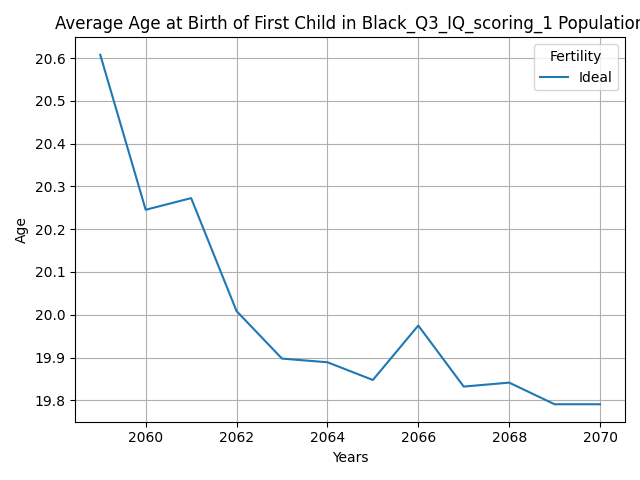 Average Age at Birth of First Child in Black_Q3_IQ_scoring_1 Population
Fertility
Ideal
20.6
20.5
20.4
20.3
20.2
20.1
20.0
19.9
19.8
Age
2060 2062 2064 2066 2068 2070
Years